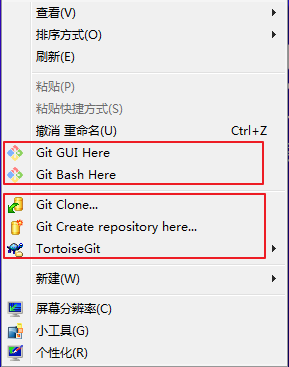 查看(V)
排序方式(O)
刷新(E)
粘贴(P)
粘贴快捷方式(S)
撤消 重命名(U) Ctrl+Z
Git GUI Here
Git Bash Here
Git Clone...
Git Create repository here...
TortoiseGit
新建(W)
屏幕分辨率(C)
小工具(G)
个性化(R)